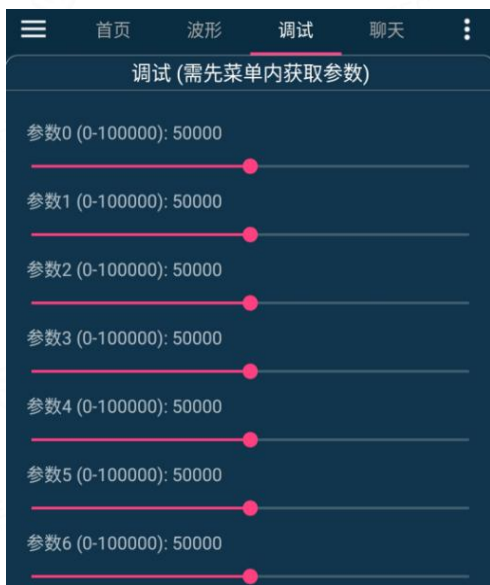 首页 波形 调试 聊天
调试 (需先菜单内获取参数)
参数0 (0-100000): 50000
参数1 (0-100000): 50000
参数2 (0-100000): 50000
参数3 (0-100000): 50000
参数4 (0-100000): 50000
参数5 (0-100000): 50000
参数6 (0-100000): 50000